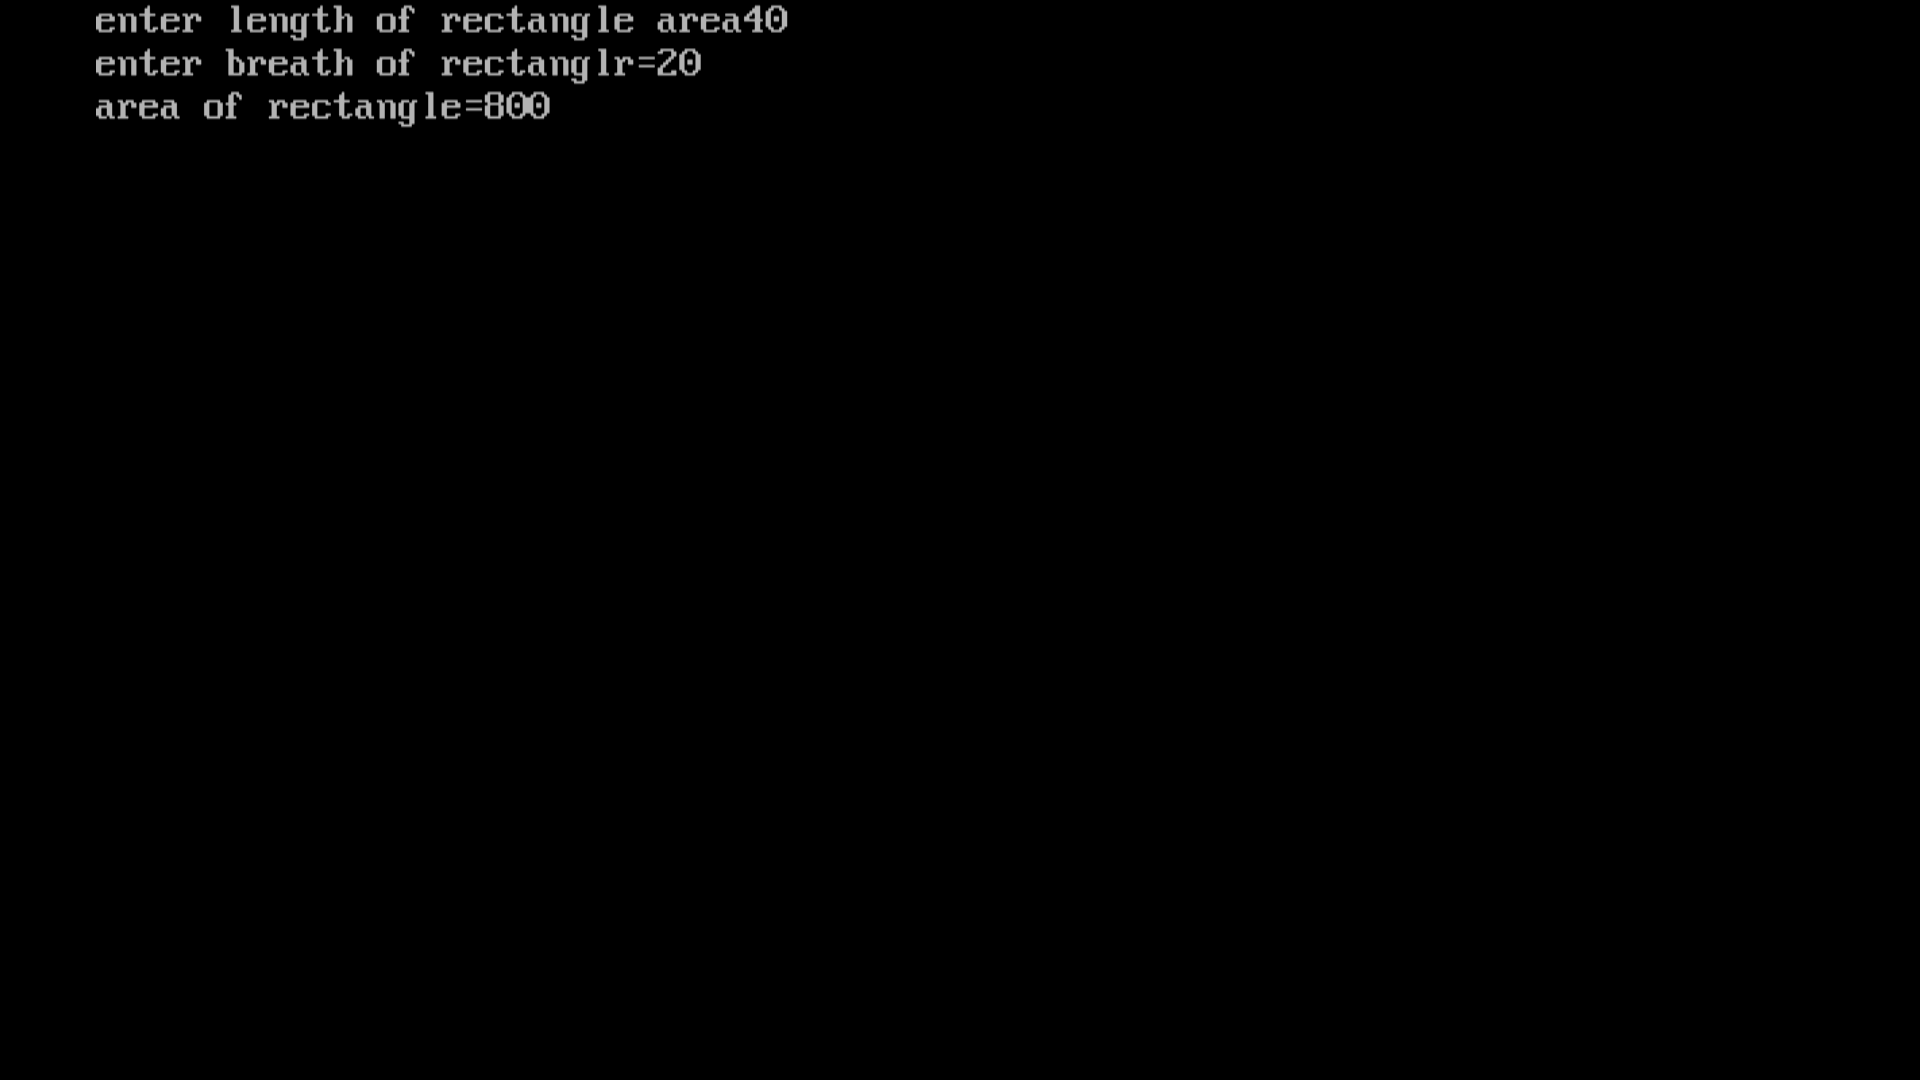 enter length of rectangle area40
enter breath of rectanglr=20
area of rectangle=800